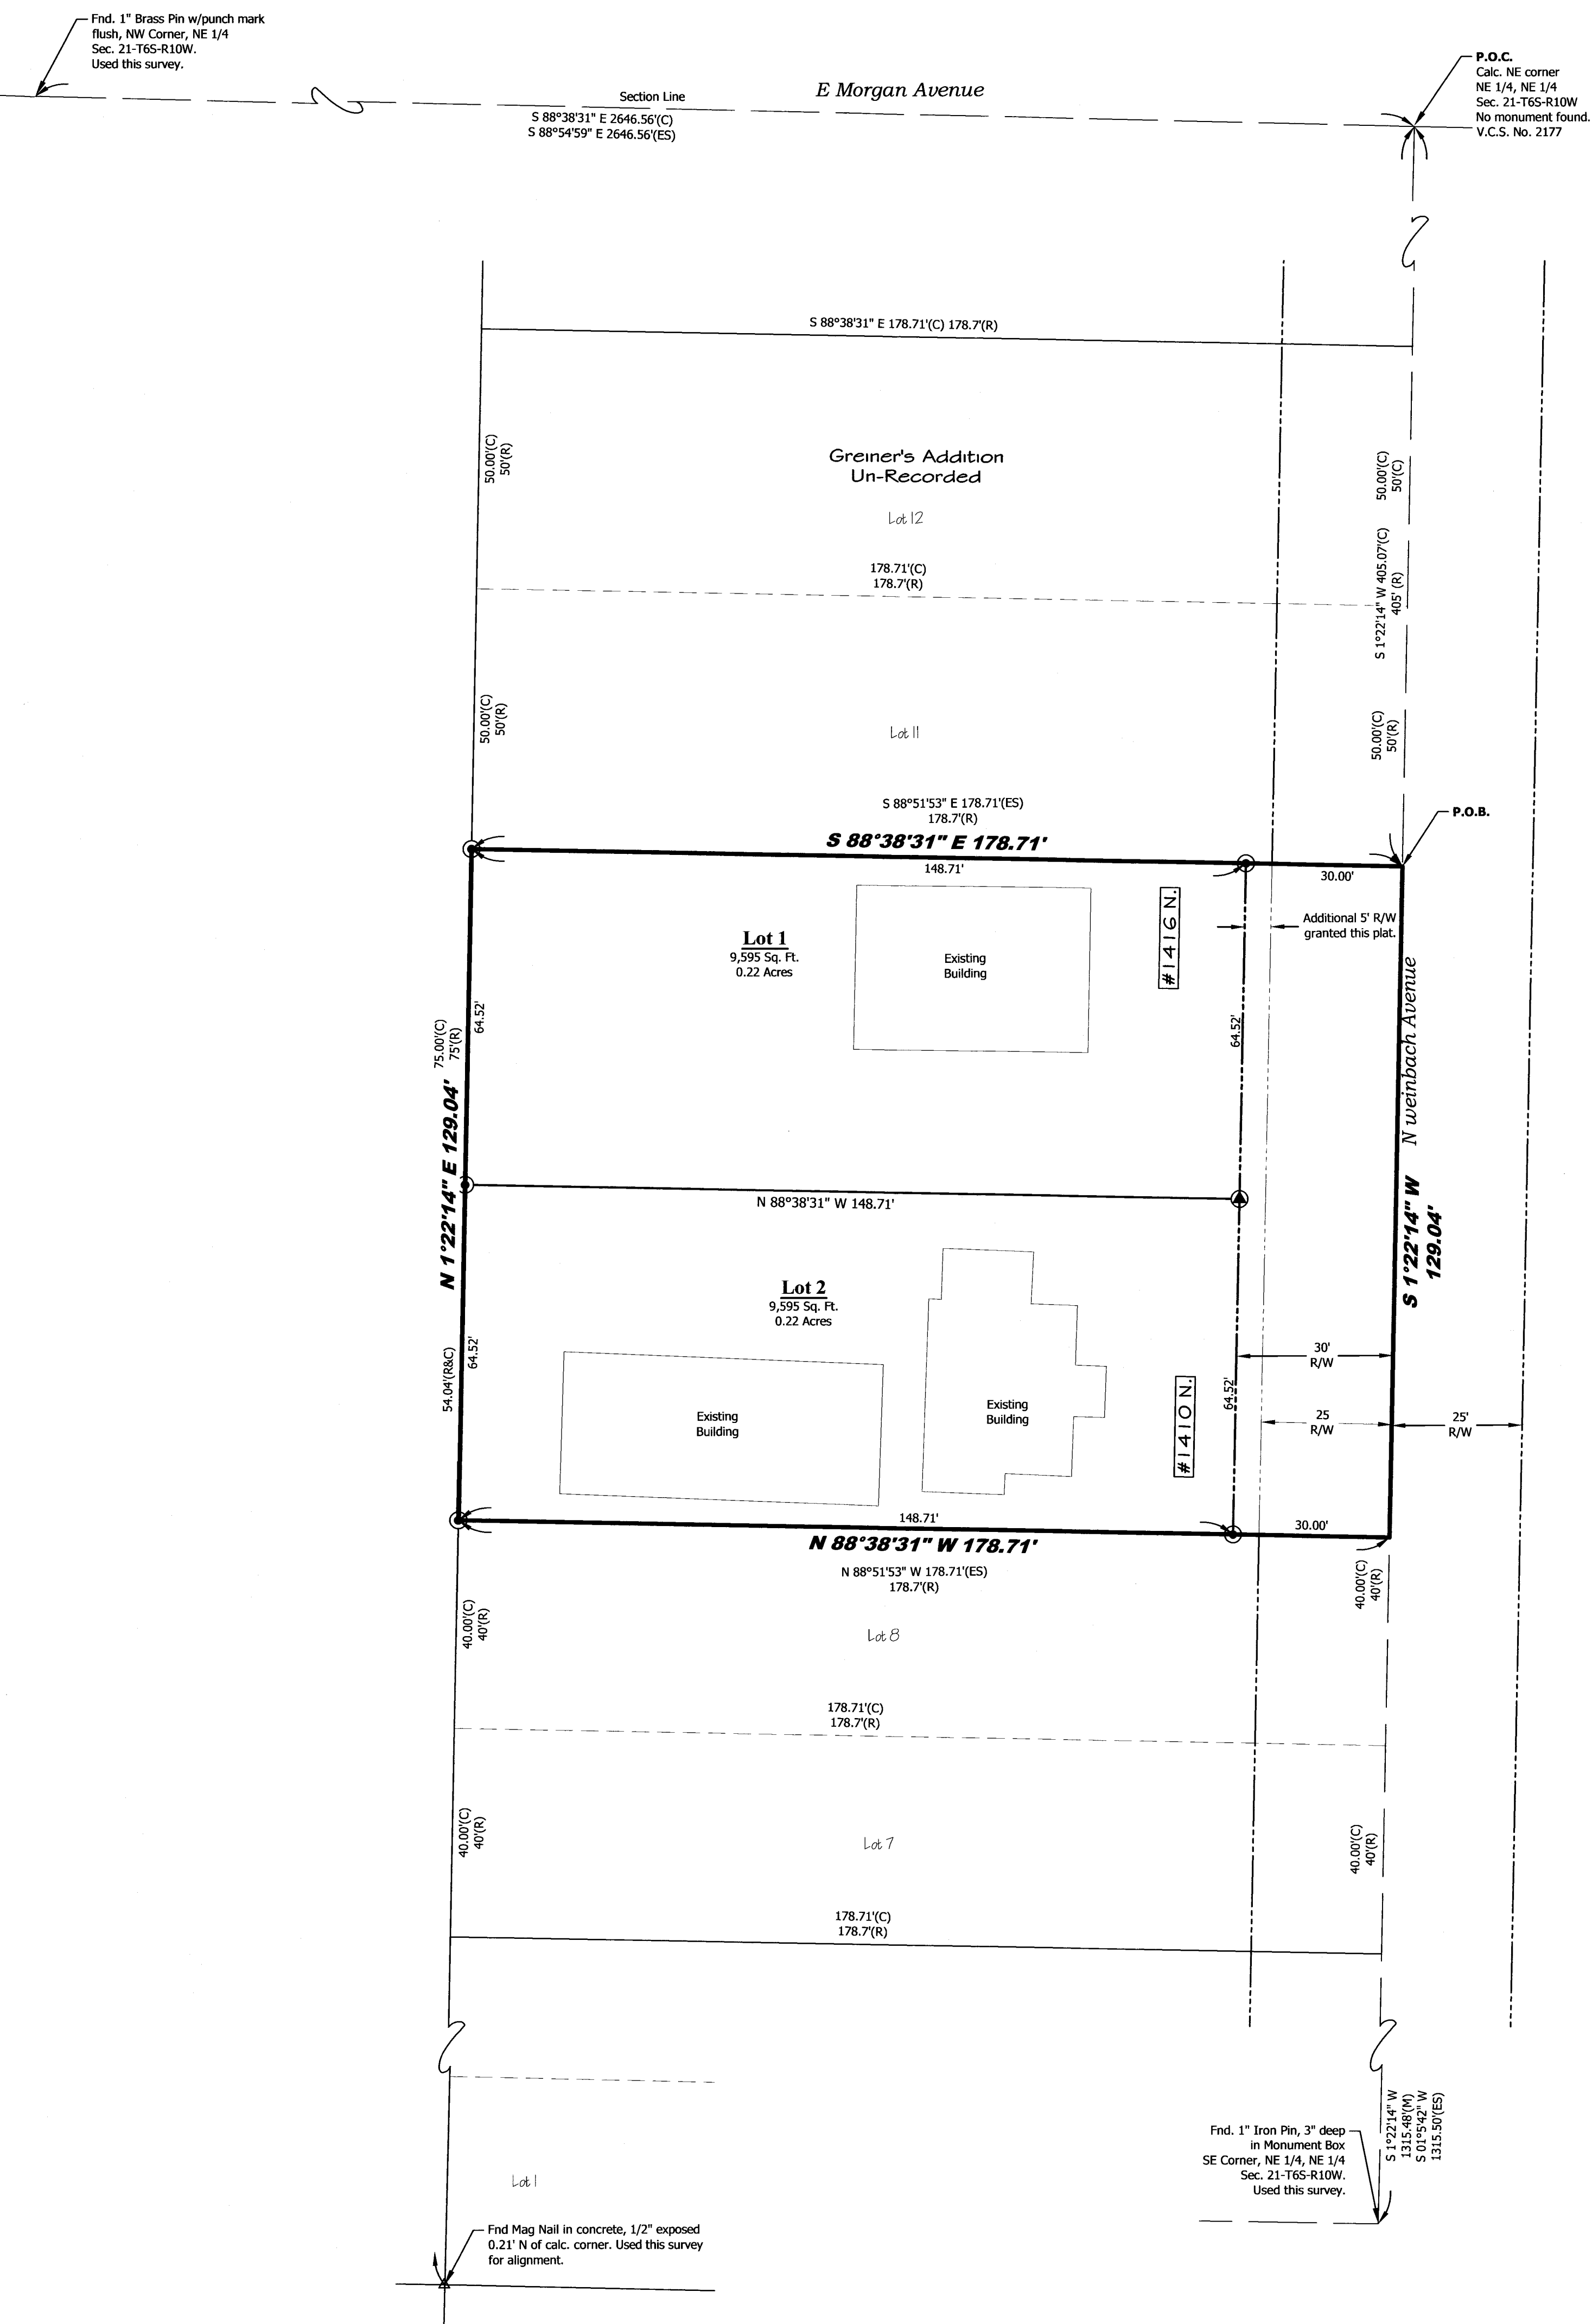 Fnd. 1" Brass Pin w/punch mark
flush, NW Corner, NE 1/4
Sec. 21-T6S-R10W.
Used this survey.
Section Line
E Morgan Avenue
S 88°38'31" E 2646.56'(C)
S 88°54'59" E 2646.56'(ES)
P.O.C.
Calc. NE corner
NE 1/4, NE 1/4
Sec. 21-T6S-R10W
No monument found.
V.C.S. No. 2177
S 88°38'31" E 178.71'(C) 178.7'(R)
50.00'(C)
50'(R)
Greiner's Addition
Un-Recorded
Lot 12
50.00'(C)
50'(C)
S 1°22'14" W 405.07'(C)
405' (R)
178.71'(C)
178.7'(R)
50.00'(C)
50'(R)
Lot 11
50.00'(C)
50'(R)
S 88°51'53" E 178.71'(ES)
178.7'(R)
S 88°38'31" E 178.71'
P.O.B.
148.71'
30.00'
Lot 1
9,595 Sq. Ft.
0.22 Acres
Existing
Building
#1416 N.
Additional 5' R/W
granted this plat.
N weinbach Avenue
64.52'
64.52'
75.00'(C)
75'(R)
N 1°22'14" E 129.04'
N 88°38'31" W 148.71'
S 1°22'14" W
129.04'
Lot 2
9,595 Sq. Ft.
0.22 Acres
54.04'(R&C)
64.52'
64.52'
30'
R/W
Existing
Building
Existing
Building
#1410 N.
25
R/W
25'
R/W
148.71'
30.00'
N 88°38'31" W 178.71'
N 88°51'53" W 178.71'(ES)
178.7'(R)
40.00'(C)
40'(R)
40.00'(C)
40'(R)
Lot 8
178.71'(C)
178.7'(R)
40.00'(C)
40'(R)
Lot 7
40.00'(C)
40'(R)
178.71'(C)
178.7'(R)
S 1°22'14" W
1315.48'(M)
S 01°5'42" W
1315.50'(ES)
Fnd. 1" Iron Pin, 3" deep
in Monument Box
SE Corner, NE 1/4, NE 1/4
Sec. 21-T6S-R10W.
Used this survey.
Lot 1
Fnd Mag Nail in concrete, 1/2" exposed
0.21' N of calc. corner. Used this survey
for alignment.